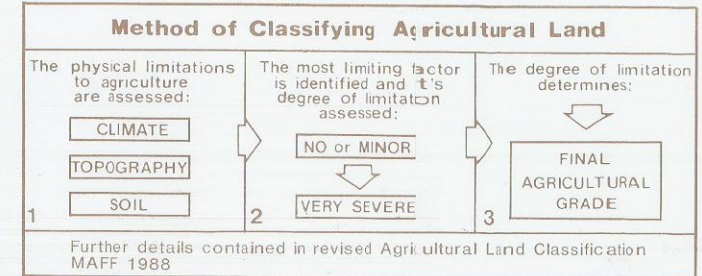 Method of Classifying Agricultural Land
The physical limitations
to agriculture
are assessed:
CLIMATE
TOPOGRAPHY
SOIL
1
The most limiting factor
is identified and it's
degree of limitation
assessed:
NO or MINOR
VERY SEVERE
2
The degree of limitation
determines:
FINAL
AGRICULTURAL
GRADE
3
Further details contained in revised Agricultural Land Classification
MAFF 1988